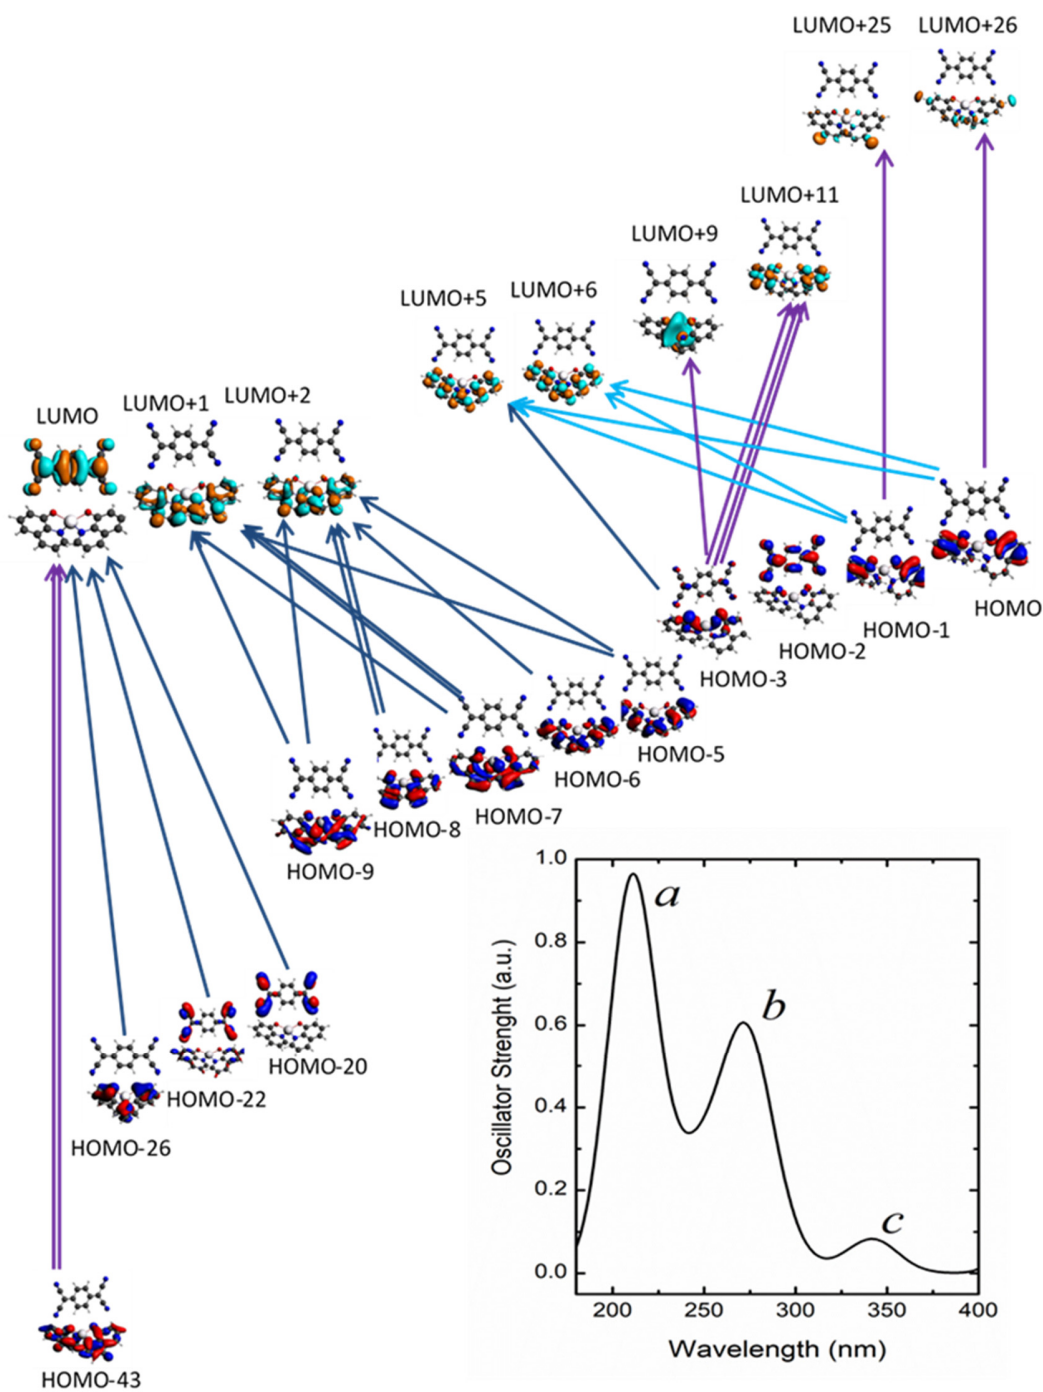 LUMO+25
LUMO+26
LUMO+11
LUMO+9
LUMO+5
LUMO+6
LUMO
LUMO+1
LUMO+2
HOMO
HOMO-1
HOMO-2
HOMO-3
HOMO-5
HOMO-6
HOMO-7
HOMO-8
HOMO-9
HOMO-20
HOMO-22
HOMO-26
HOMO-43
1.0
0.8
0.6
0.4
0.2
0.0
Oscillator Strenght (a.u.)
a
b
c
200
250
300
350
400
Wavelength (nm)